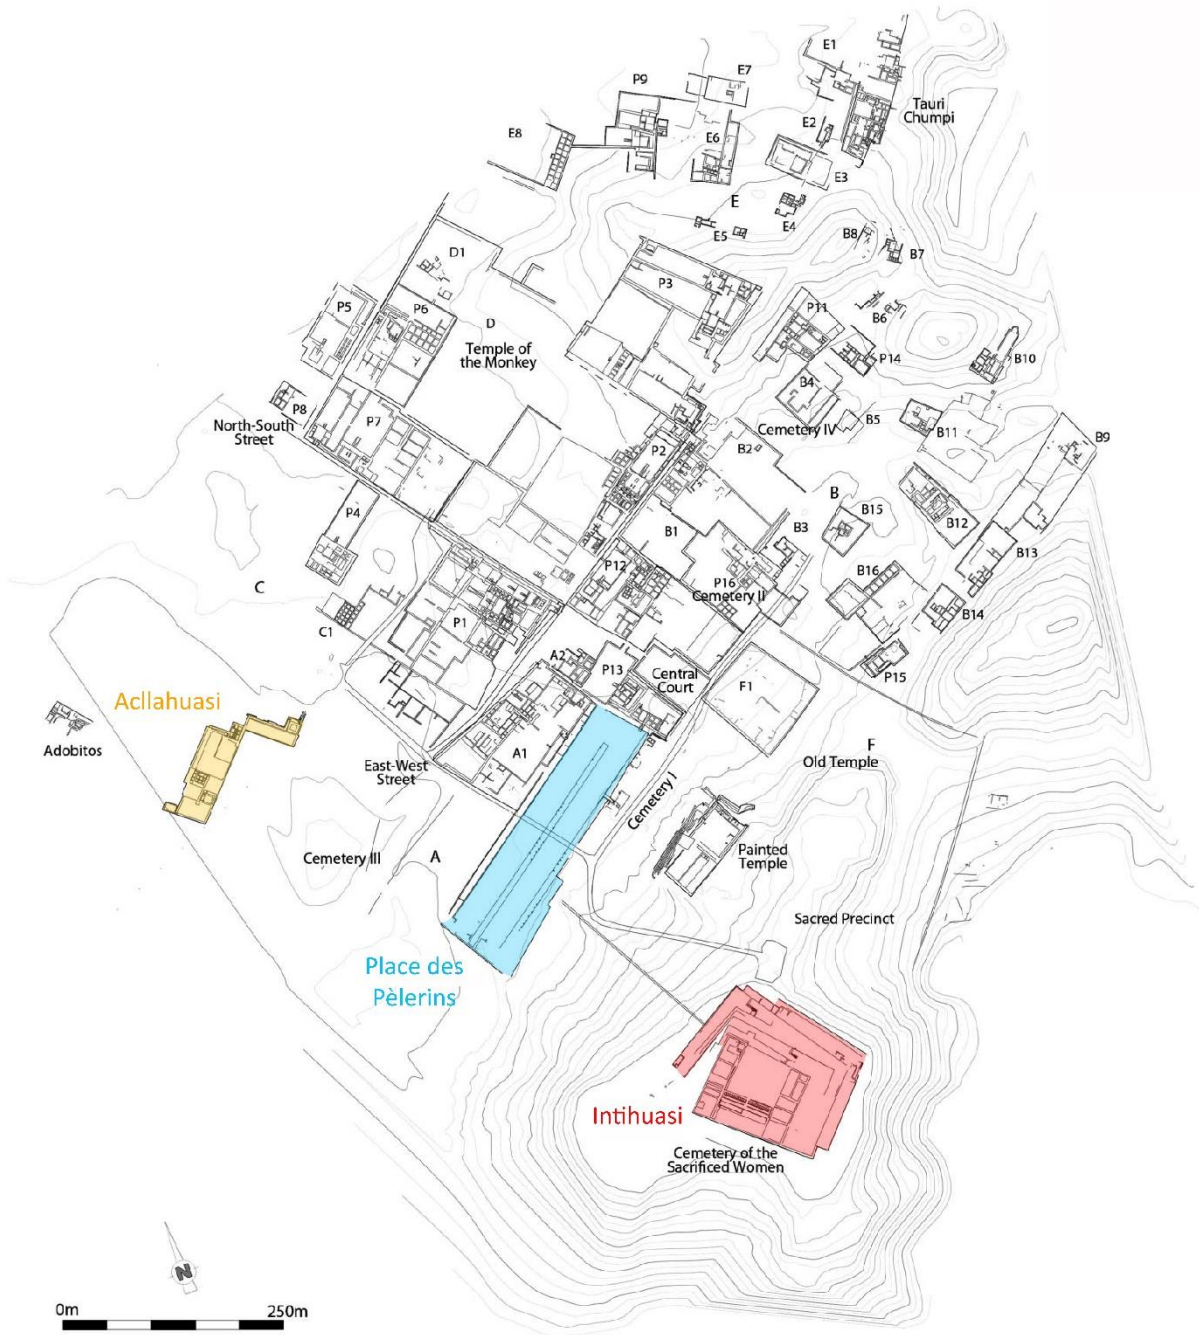 E1
E7
P9
Tauri
Chumpi
E2
E8
E6
E3
E
E4
E5
B8
B7
D1
P3
P5
P6
P11
B6
D
Temple of
the Monkey
P14
B10
B4
P8
P7
North-South
Street
Cemetery IV
B5
B11
B9
P2
B2
B
P4
B15
B1
B3
B12
B13
P12
B16
P16
Cemetery II
C
C1
P1
B14
A2
P13
Central
Court
P15
F1
Acllahuasi
Adobitos
A1
F
Old Temple
East-West
Street
Cemetery I
Cemetery III
A
Painted
Temple
Sacred Precinct
Place des
Pèlerins
Intihuasi
Cemetery of the
Sacrificed Women
N
0m
250m